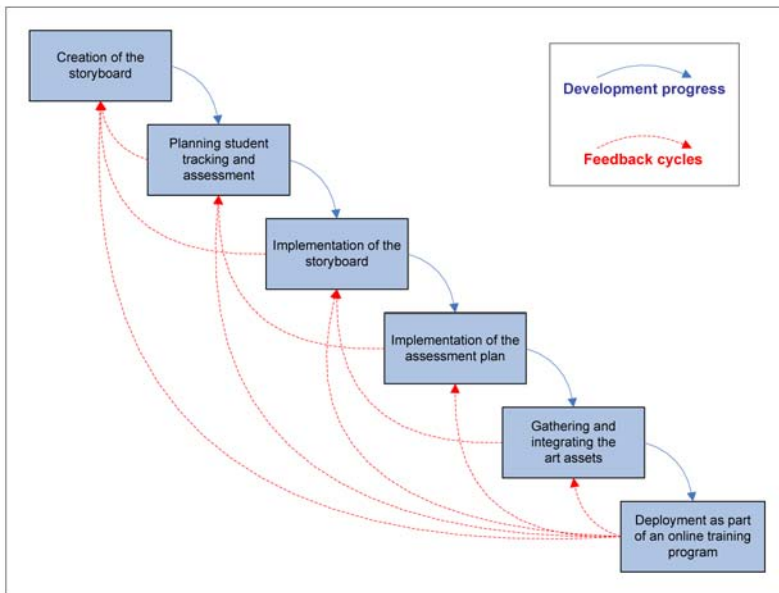 Creation of the
storyboard
Development progress
Feedback cycles
Planning student
tracking and
assessment
Implementation of the
storyboard
Implementation of the
assessment plan
Gathering and
integrating the
art assets
Deployment as part
of an online training
program